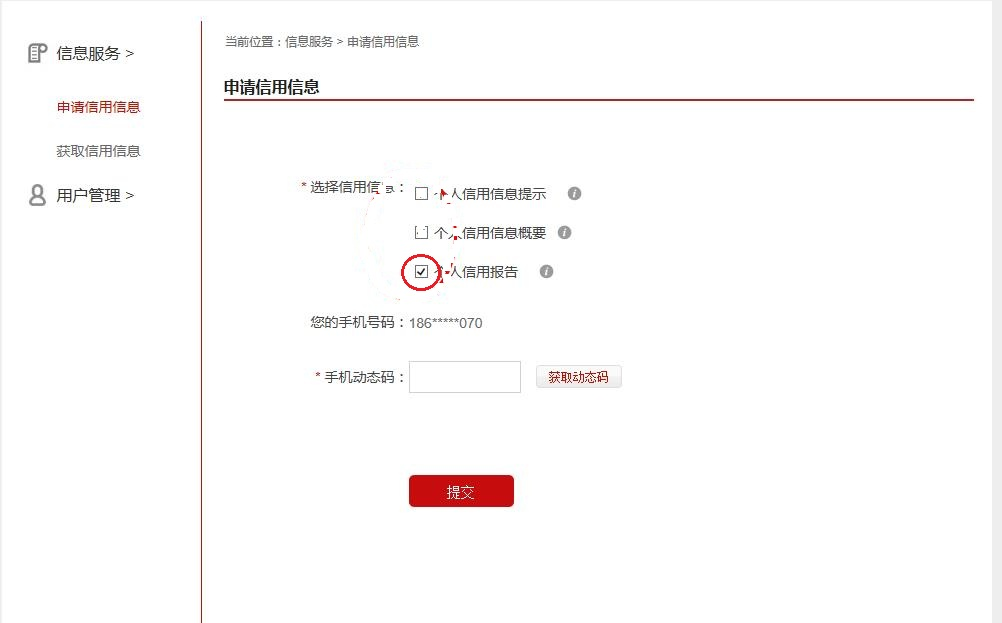 信息服务 >
申请信用信息
获取信用信息
用户管理 >
当前位置：信息服务 > 申请信用信息
申请信用信息
* 选择信用信息：
个人信用信息提示
个人信用信息概要
个人信用报告
您的手机号码：186*****070
* 手机动态码：
获取动态码
提交